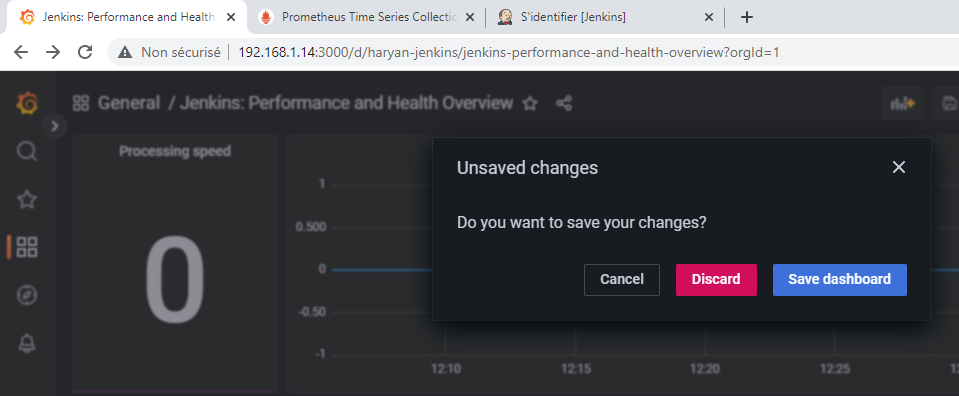 Jenkins: Performance and Health
Prometheus Time Series Collectic
S'identifier [Jenkins]
Non sécurisé
192.168.1.14:3000/d/haryan-jenkins/jenkins-performance-and-health-overview?orgId=1
General / Jenkins: Performance and Health Overview
Processing speed
0
1
0.500
0
-0.50
-1
12:10
12:15
12:20
12:25
Unsaved changes
Do you want to save your changes?
Cancel
Discard
Save dashboard